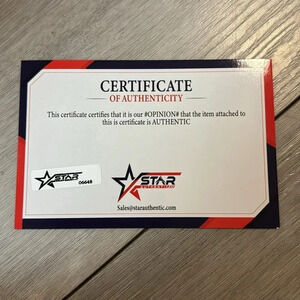 CERTIFICATE
OF AUTHENTICITY
This certificate certifies that it is our #OPINION# that the item attached to
this is certificate is AUTHENTIC
STAR
06648
STAR
AUTHENTICS
Sales@starauthentic.com